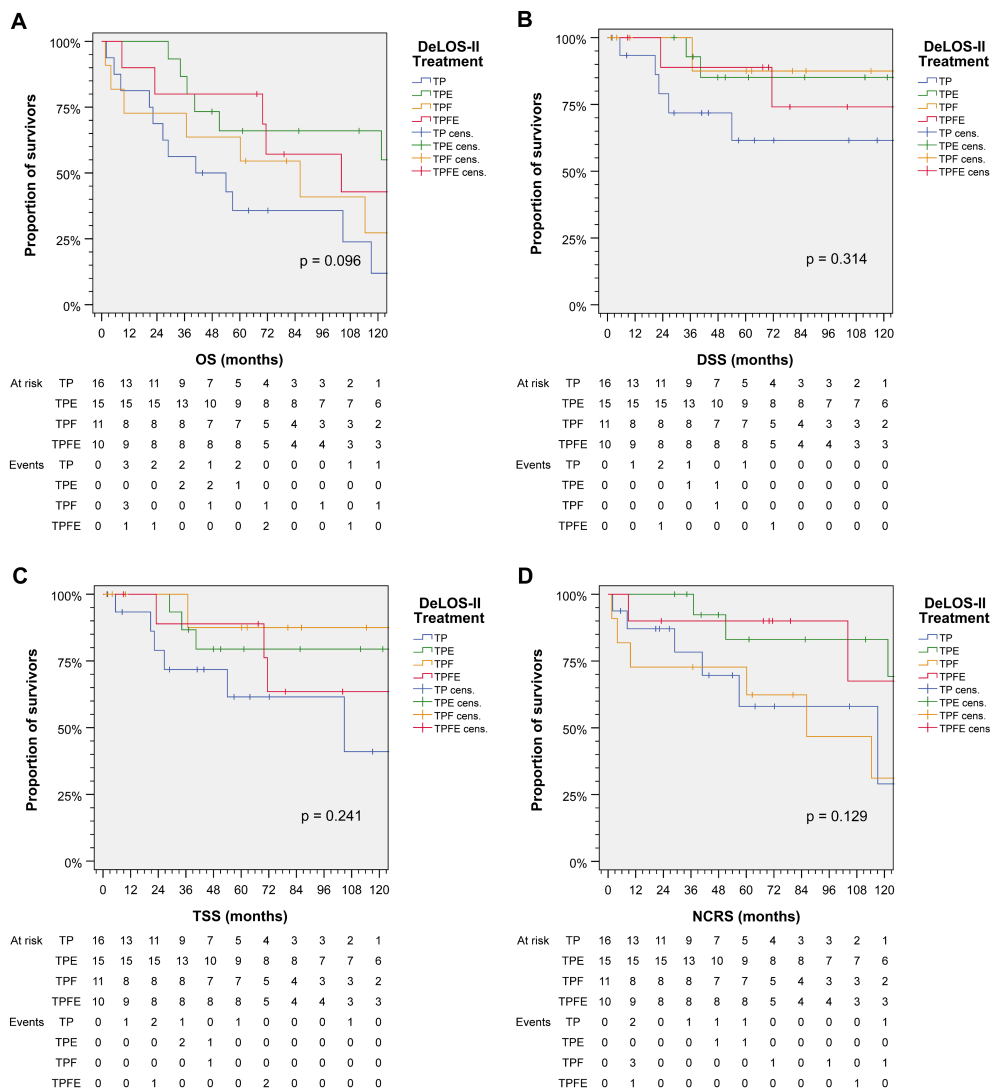 A
100%
75%
50%
25%
0%
Proportion of survivors
p = 0.096
0 12 24 36 48 60 72 84 96 108 120
OS (months)
DeLOS-II
Treatment
TP
TPE
TPF
TPFE
TP cens.
TPE cens.
TPF cens.
TPFE cens.
At risk TP 16 13 11 9 7 5 4 3 3 2 1
TPE 15 15 15 13 10 9 8 8 7 7 6
TPF 11 8 8 8 7 7 5 4 3 3 2
TPFE 10 9 8 8 8 8 5 4 4 3 3
Events TP 0 3 2 2 1 2 0 0 0 1 1
TPE 0 0 0 2 2 1 0 0 0 0 0
TPF 0 3 0 0 1 0 1 0 1 0 1
TPFE 0 1 1 0 0 0 2 0 0 1 0
B
100%
75%
50%
25%
0%
Proportion of survivors
p = 0.314
0 12 24 36 48 60 72 84 96 108 120
DSS (months)
DeLOS-II
Treatment
TP
TPE
TPF
TPFE
TP cens.
TPE cens.
TPF cens.
TPFE cens
At risk TP 16 13 11 9 7 5 4 3 3 2 1
TPE 15 15 15 13 10 9 8 8 7 7 6
TPF 11 8 8 8 7 7 5 4 3 3 2
TPFE 10 9 8 8 8 8 5 4 4 3 3
Events TP 0 1 2 1 0 1 0 0 0 0 0
TPE 0 0 0 1 1 0 0 0 0 0 0
TPF 0 0 0 0 1 0 0 0 0 0 0
TPFE 0 0 1 0 0 0 1 0 0 0 0
C
100%
75%
50%
25%
0%
Proportion of survivors
p = 0.241
0 12 24 36 48 60 72 84 96 108 120
TSS (months)
DeLOS-II
Treatment
TP
TPE
TPF
TPFE
TP cens.
TPE cens.
TPF cens.
TPFE cens.
At risk TP 16 13 11 9 7 5 4 3 3 2 1
TPE 15 15 15 13 10 9 8 8 7 7 6
TPF 11 8 8 8 7 7 5 4 3 3 2
TPFE 10 9 8 8 8 8 5 4 4 3 3
Events TP 0 1 2 1 0 1 0 0 0 1 0
TPE 0 0 0 2 1 0 0 0 0 0 0
TPF 0 0 0 0 1 0 0 0 0 0 0
TPFE 0 0 1 0 0 0 2 0 0 0 0
D
100%
75%
50%
25%
0%
Proportion of survivors
p = 0.129
0 12 24 36 48 60 72 84 96 108 120
NCRS (months)
DeLOS-II
Treatment
TP
TPE
TPF
TPFE
TP cens.
TPE cens.
TPF cens.
TPFE cens
At risk TP 16 13 11 9 7 5 4 3 3 2 1
TPE 15 15 15 13 10 9 8 8 7 7 6
TPF 11 8 8 8 7 7 5 4 3 3 2
TPFE 10 9 8 8 8 8 5 4 4 3 3
Events TP 0 2 0 1 1 1 0 0 0 0 1
TPE 0 0 0 0 1 1 0 0 0 0 0
TPF 0 3 0 0 0 0 1 0 1 0 1
TPFE 0 1 0 0 0 0 0 0 0 1 0